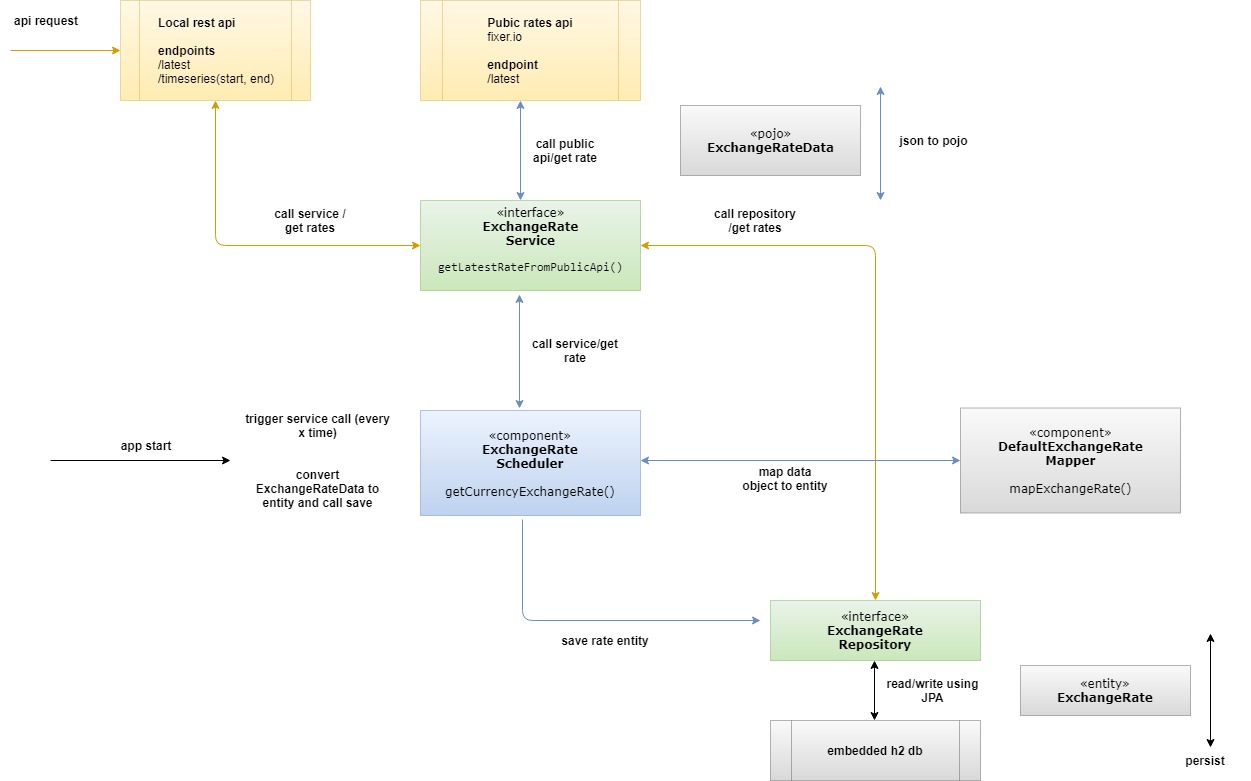 api request
Local rest api
endpoints
/latest
/timeseries(start, end)
Pubic rates api
fixer.io
endpoint
/latest
call public
api/get rate
«pojo»
ExchangeRateData
json to pojo
call service /
get rates
«interface»
ExchangeRate
Service
getLatestRateFromPublicApi()
call repository
/get rates
call service/get
rate
app start
trigger service call (every
x time)
convert
ExchangeRateData to
entity and call save
«component»
ExchangeRate
Scheduler
getCurrencyExchangeRate()
map data
object to entity
«component»
DefaultExchangeRate
Mapper
mapExchangeRate()
save rate entity
«interface»
ExchangeRate
Repository
read/write using
JPA
embedded h2 db
«entity»
ExchangeRate
persist